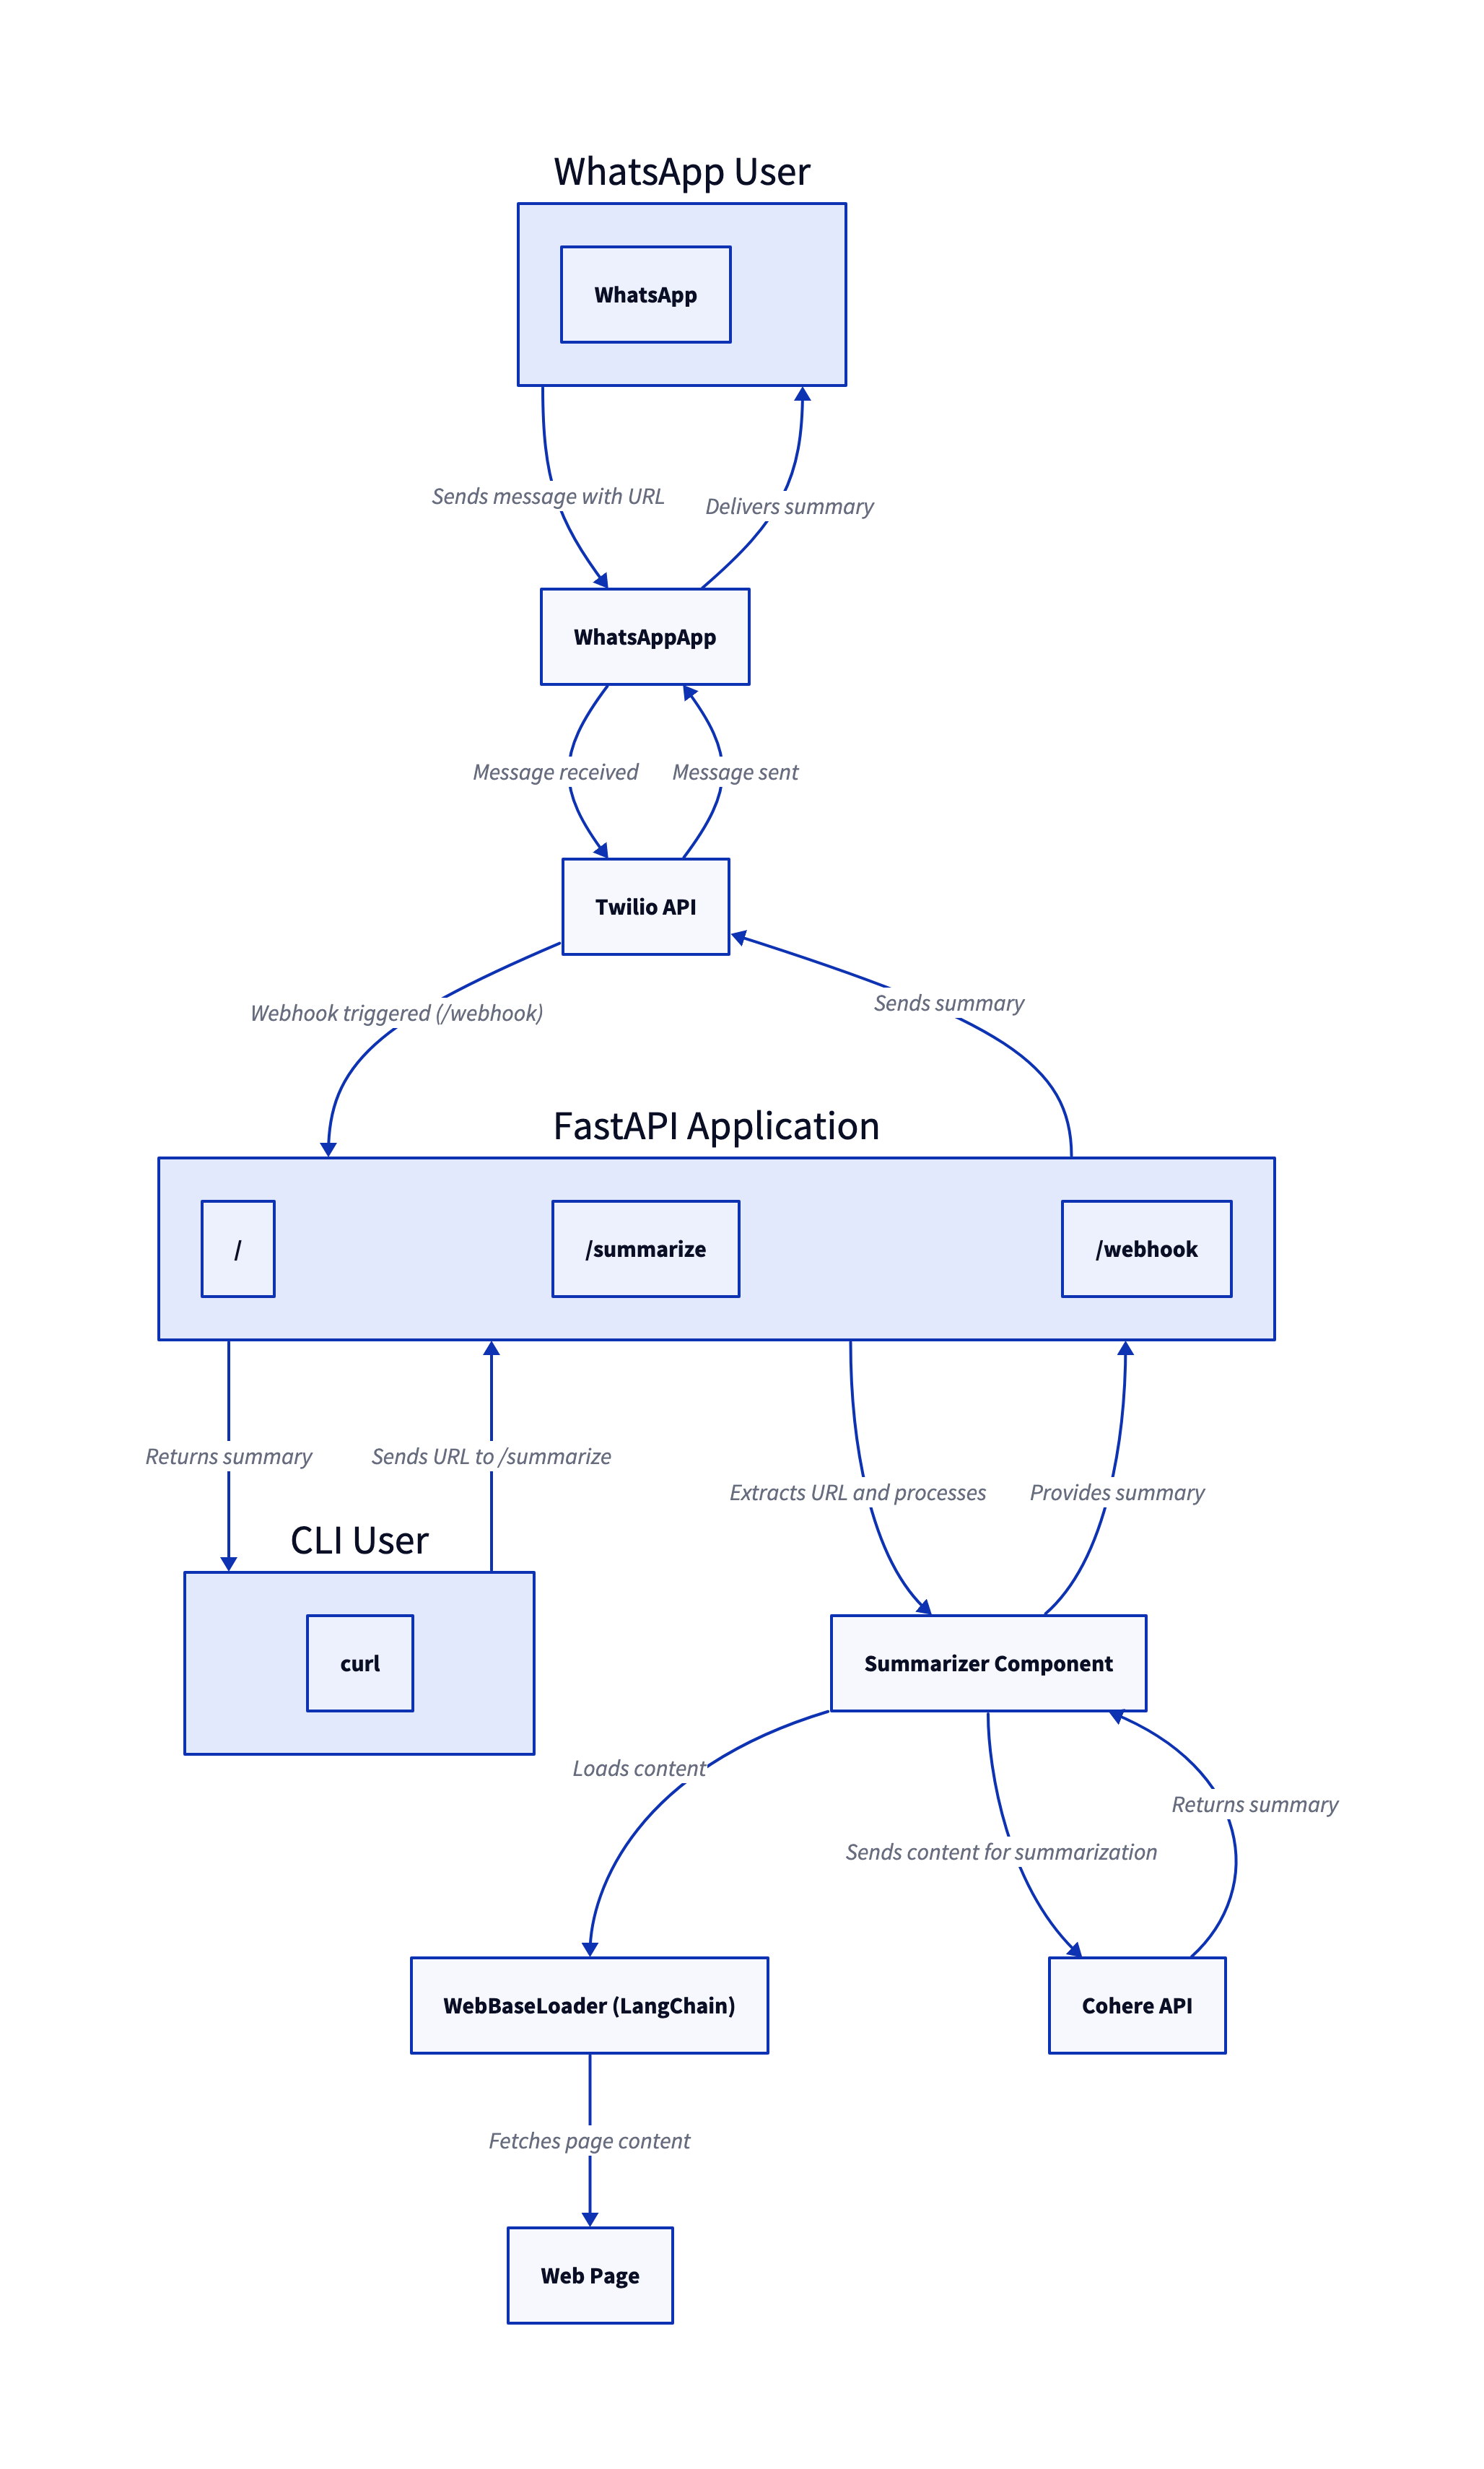 WhatsApp User
WhatsApp
Sends message with URL
Delivers summary
WhatsAppApp
Message received
Message sent
Twilio API
Webhook triggered (/webhook)
Sends summary
FastAPI Application
/
/summarize
/webhook
Returns summary
Sends URL to /summarize
Extracts URL and processes
Provides summary
CLI User
curl
Summarizer Component
Loads content
Returns summary
Sends content for summarization
WebBaseLoader (LangChain)
Cohere API
Fetches page content
Web Page